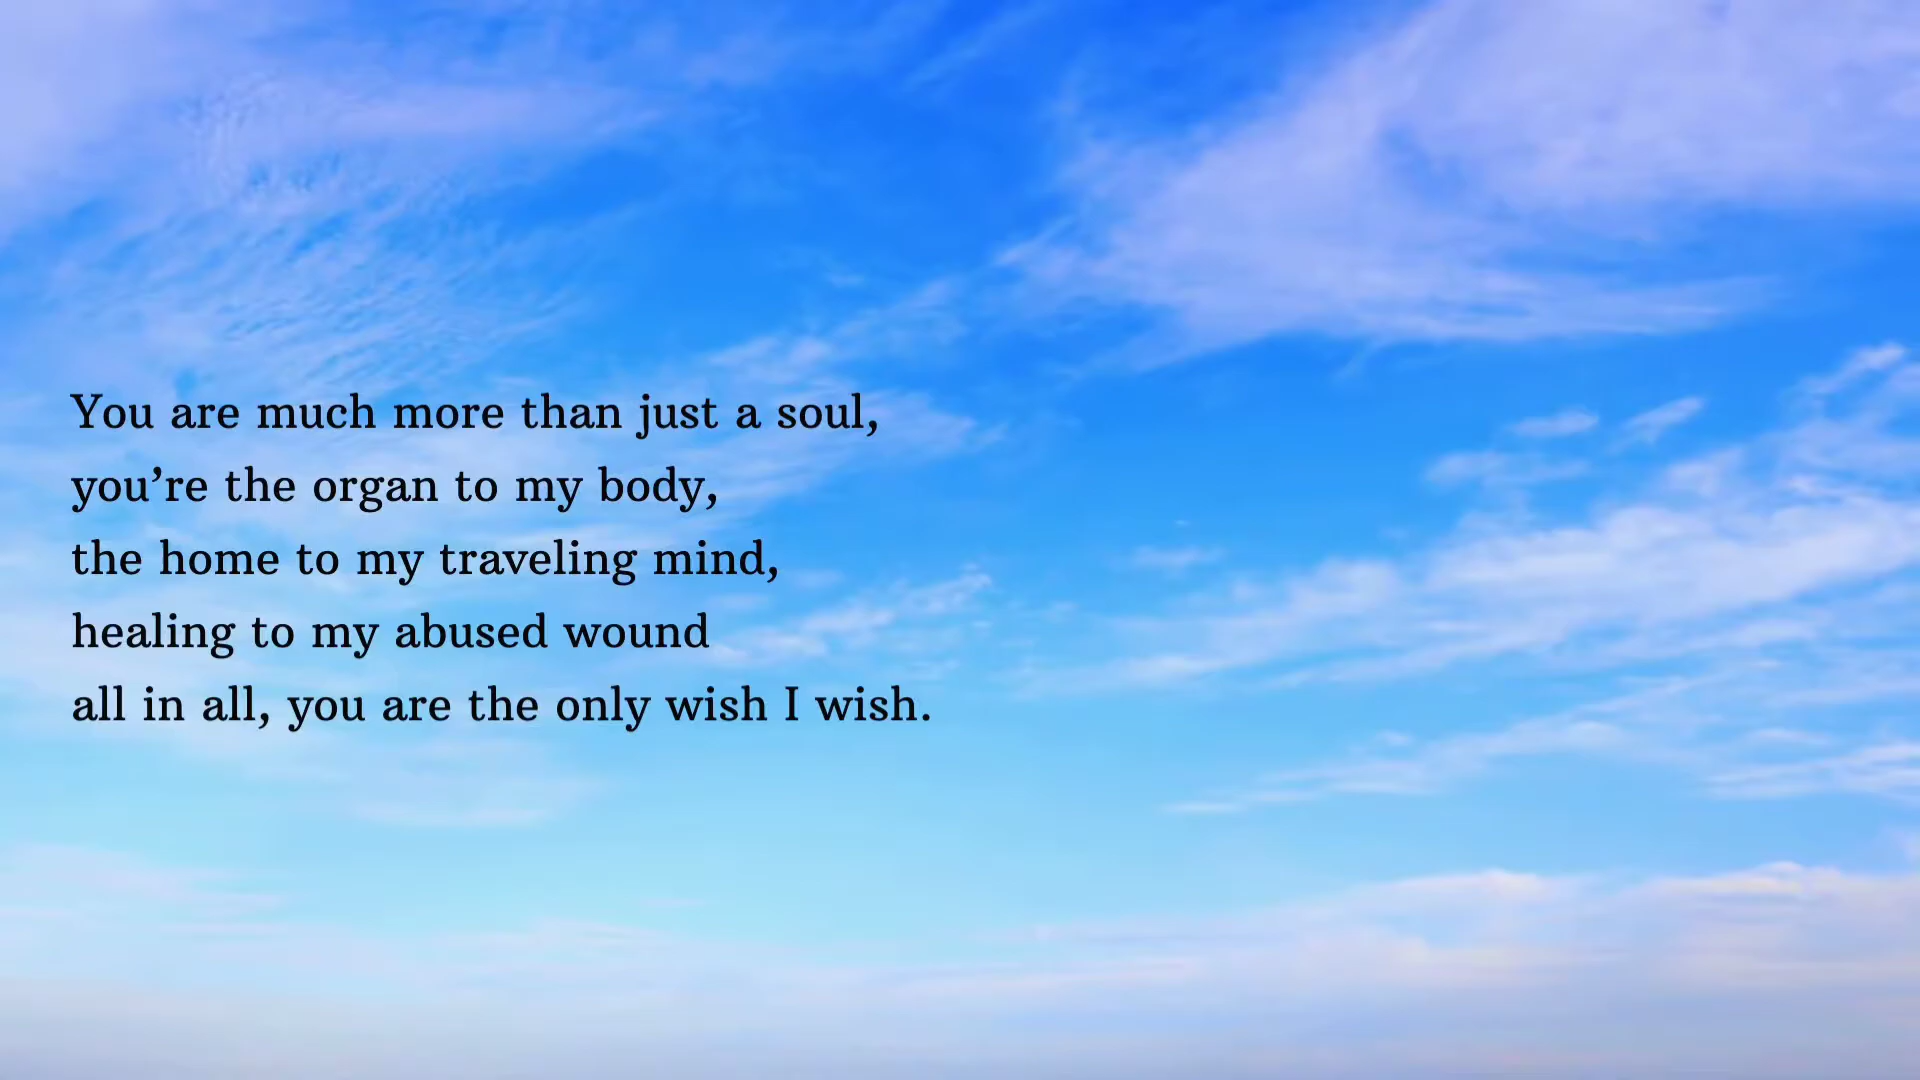 You are much more than just a soul,
you’re the organ to my body,
the home to my traveling mind,
healing to my abused wound
all in all, you are the only wish I wish.